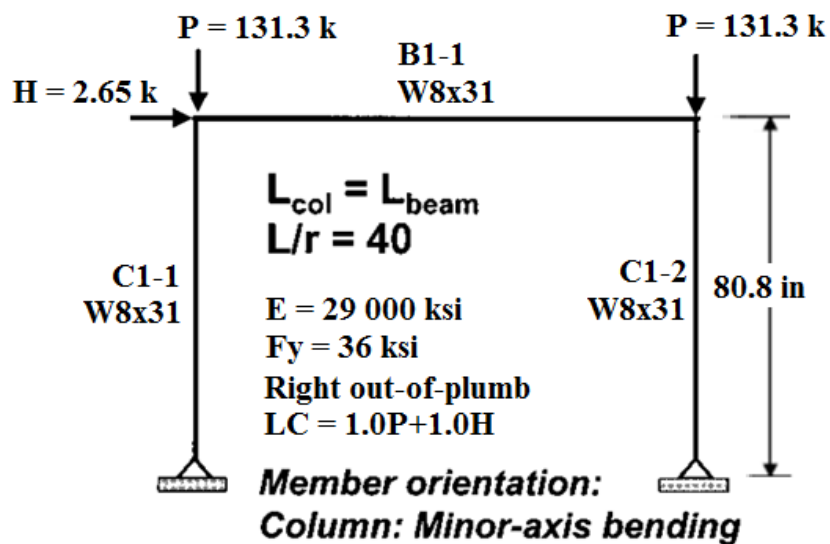 P = 131.3 k
P = 131.3 k
B1-1
W8x31
H = 2.65 k
L_col = L_beam
L/r = 40
C1-1
W8x31
C1-2
W8x31
80.8 in
E = 29 000 ksi
Fy = 36 ksi
Right out-of-plumb
LC = 1.0P+1.0H
Member orientation:
Column: Minor-axis bending